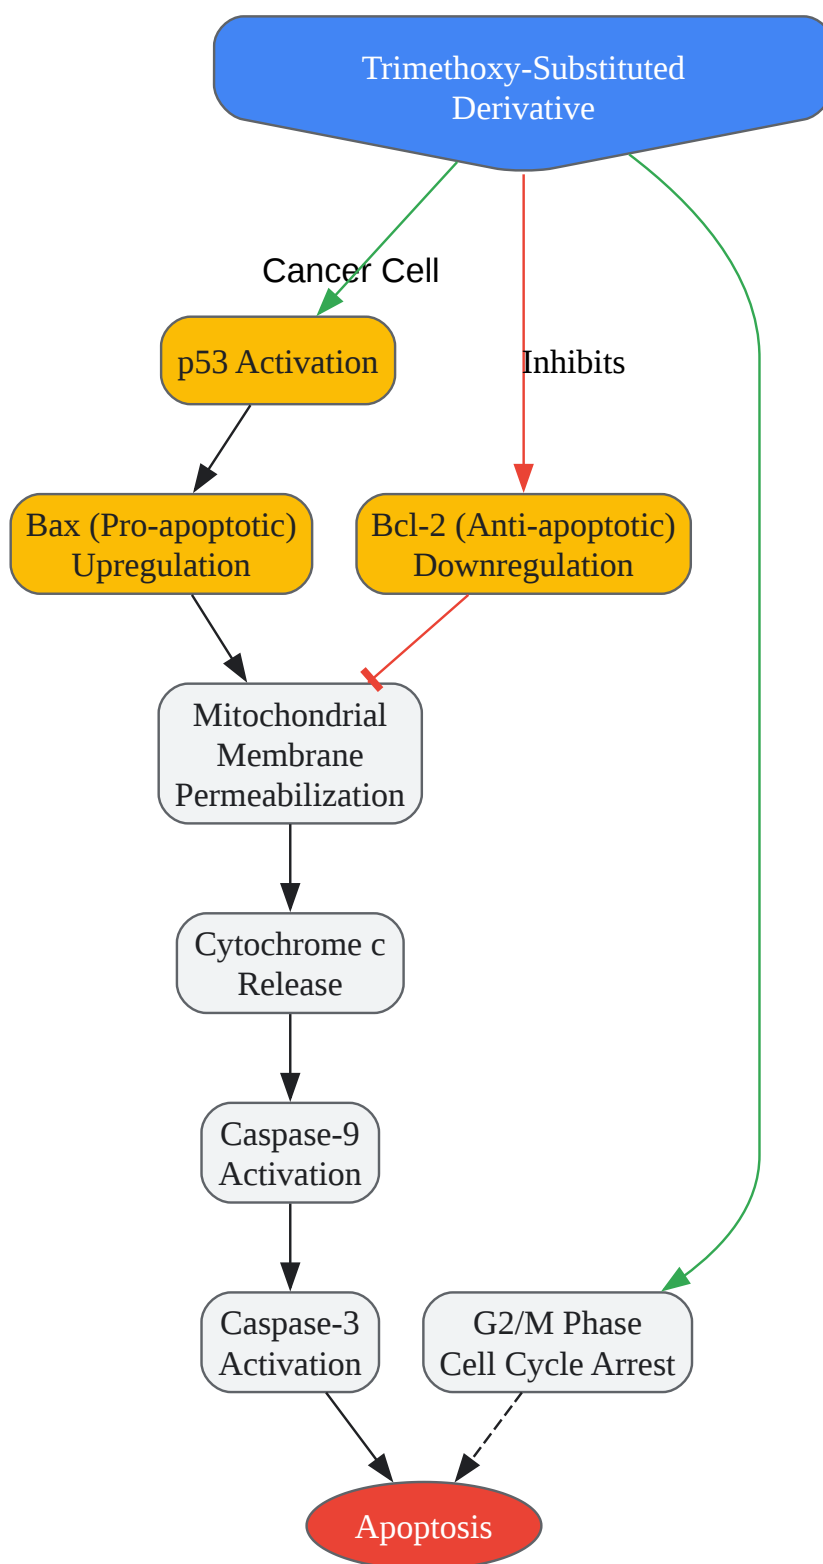 Trimethoxy-Substituted
Derivative
Cancer Cell
p53 Activation
Inhibits
Bax (Pro-apoptotic)
Upregulation
Bcl-2 (Anti-apoptotic)
Downregulation
Mitochondrial
Membrane
Permeabilization
Cytochrome c
Release
Caspase-9
Activation
Caspase-3
Activation
G2/M Phase
Cell Cycle Arrest
Apoptosis